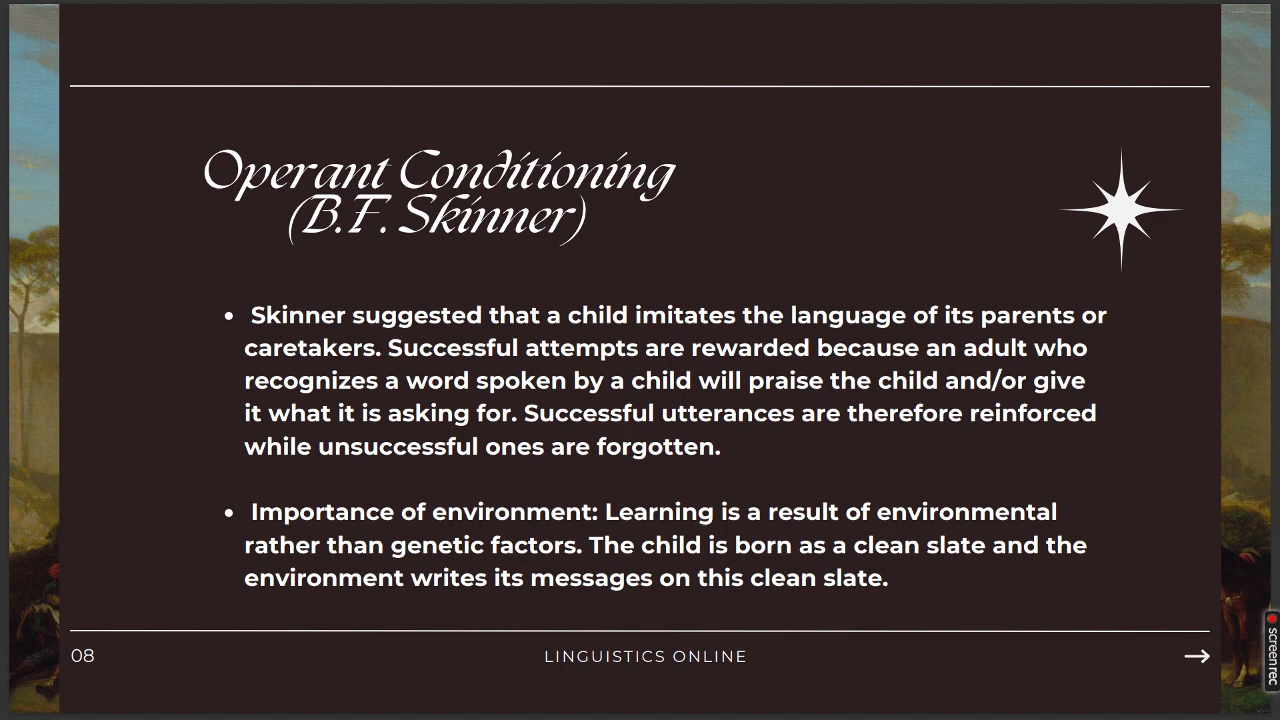 Operant Conditioning
(B.F. Skinner)
• Skinner suggested that a child imitates the language of its parents or
caretakers. Successful attempts are rewarded because an adult who
recognizes a word spoken by a child will praise the child and/or give
it what it is asking for. Successful utterances are therefore reinforced
while unsuccessful ones are forgotten.
• Importance of environment: Learning is a result of environmental
rather than genetic factors. The child is born as a clean slate and the
environment writes its messages on this clean slate.
08
LINGUISTICS ONLINE
screenrec